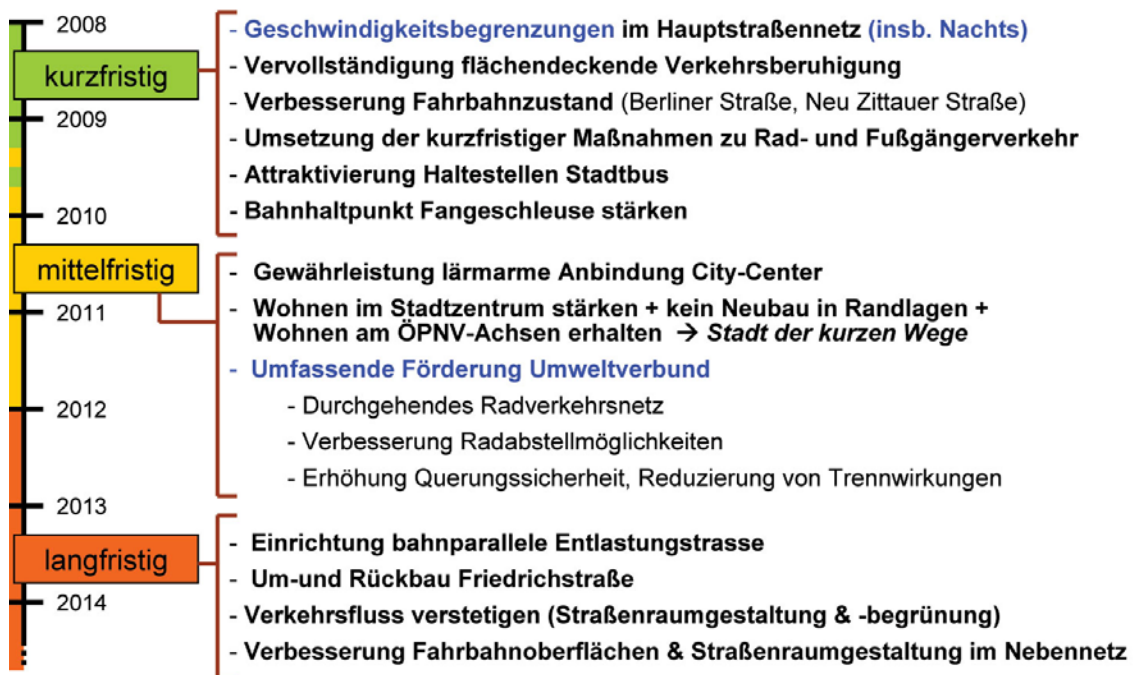 2008
kurzfristig
2009
2010
- Geschwindigkeitsbegrenzungen im Hauptstraßennetz (insb. Nachts)
- Vervollständigung flächendeckende Verkehrsberuhigung
- Verbesserung Fahrbahnzustand (Berliner Straße, Neu Zittauer Straße)
- Umsetzung der kurzfristiger Maßnahmen zu Rad- und Fußgängerverkehr
- Attraktivierung Haltestellen Stadtbus
- Bahnhaltpunkt Fangeschleuse stärken
mittelfristig
2011
2012
2013
- Gewährleistung lärmarme Anbindung City-Center
- Wohnen im Stadtzentrum stärken + kein Neubau in Randlagen +
Wohnen am ÖPNV-Achsen erhalten → Stadt der kurzen Wege
- Umfassende Förderung Umweltverbund
- Durchgehendes Radverkehrsnetz
- Verbesserung Radabstellmöglichkeiten
- Erhöhung Querungssicherheit, Reduzierung von Trennwirkungen
langfristig
2014
- Einrichtung bahnparallele Entlastungstrasse
- Um-und Rückbau Friedrichstraße
- Verkehrsfluss verstetigen (Straßenraumgestaltung & -begrünung)
- Verbesserung Fahrbahnoberflächen & Straßenraumgestaltung im Nebennetz